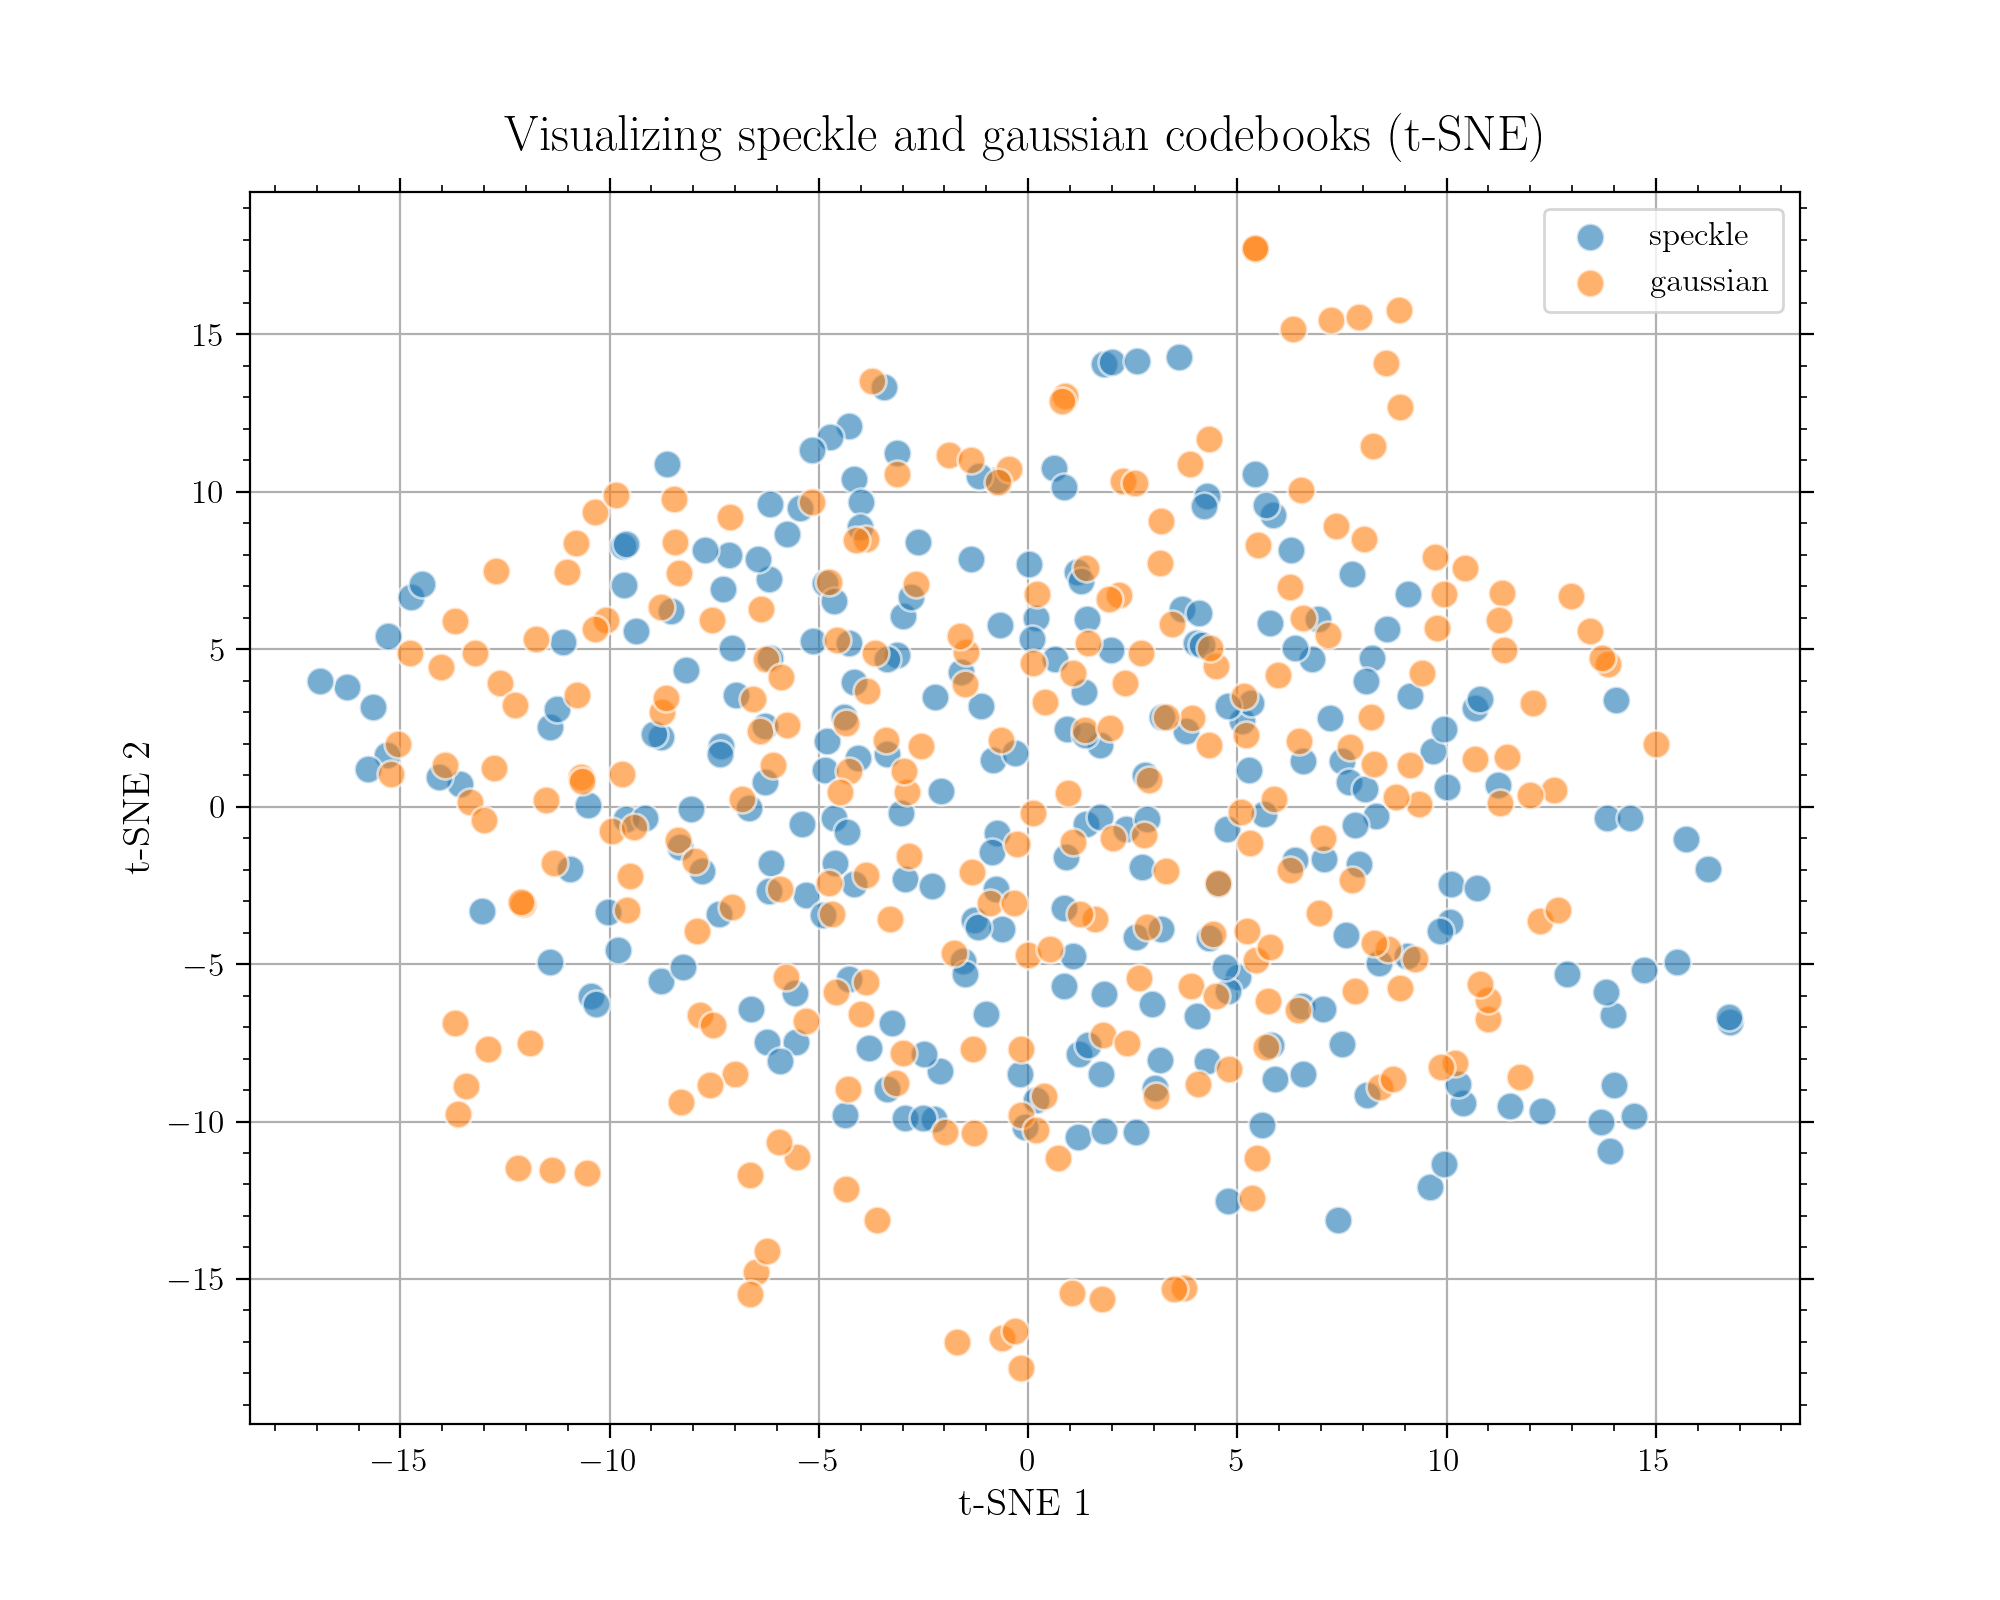 Visualizing speckle and gaussian codebooks (t-SNE)
speckle
gaussian
15
10
5
0
−5
−10
−15
t-SNE 2
−15
−10
−5
0
5
10
15
t-SNE 1